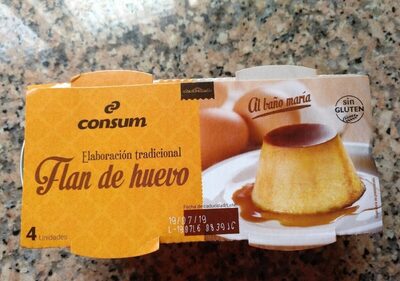 consum
Elaboración tradicional
Flan de huevo
4 Unidades
Al baño maría
sin
GLUTEN
Fecha de caducidad/Lote
19/07/19